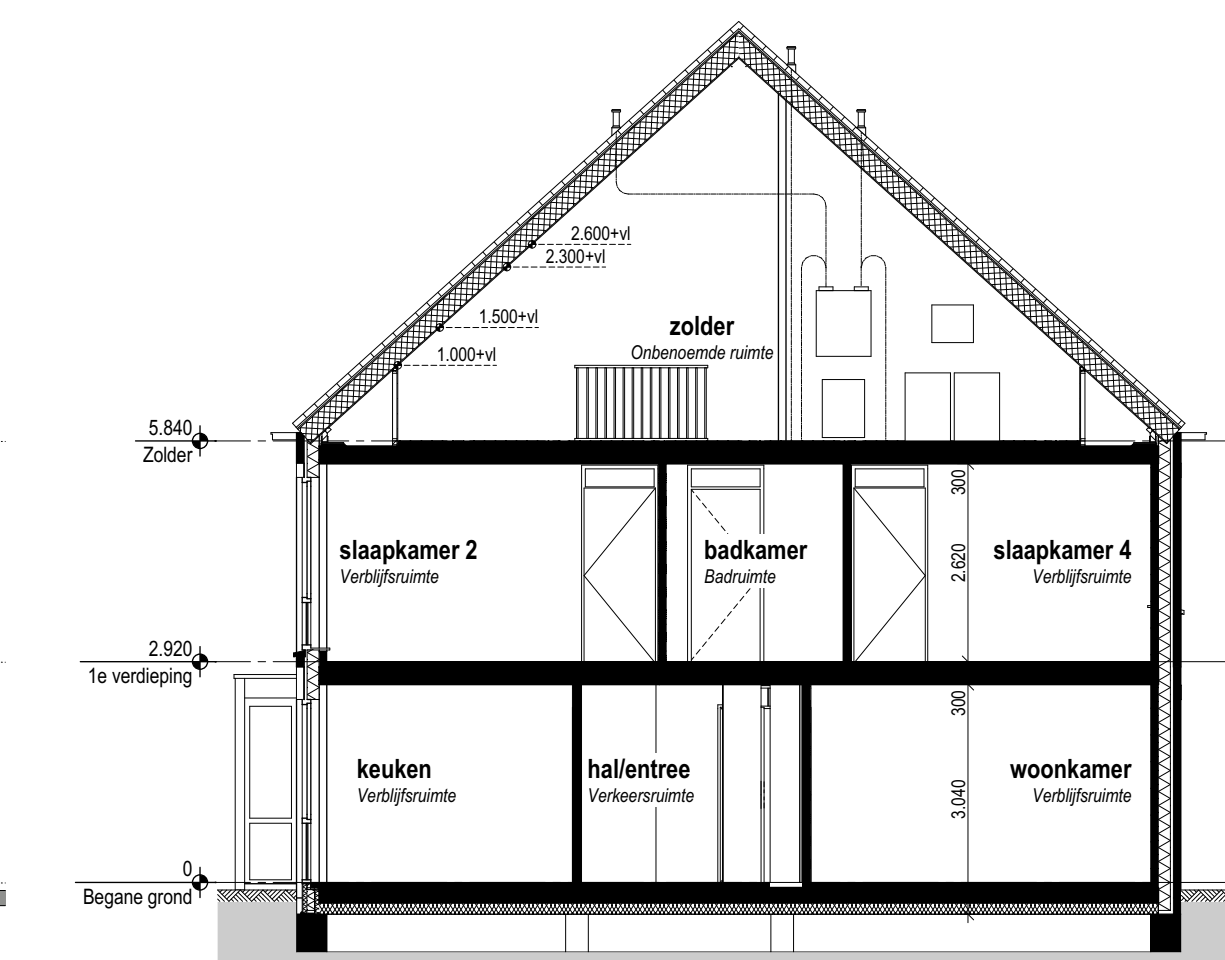 2.600+vl
2.300+vl
1.500+vl
1.000+vl
zolder
Onbenoemde ruimte
5.840
Zolder
300
2.620
slaapkamer 2
Verblijfsruimte
badkamer
Badruimte
slaapkamer 4
Verblijfsruimte
2.920
1e verdieping
300
3.040
keuken
Verblijfsruimte
hal/entree
Verkeersruimte
woonkamer
Verblijfsruimte
0
Begane grond